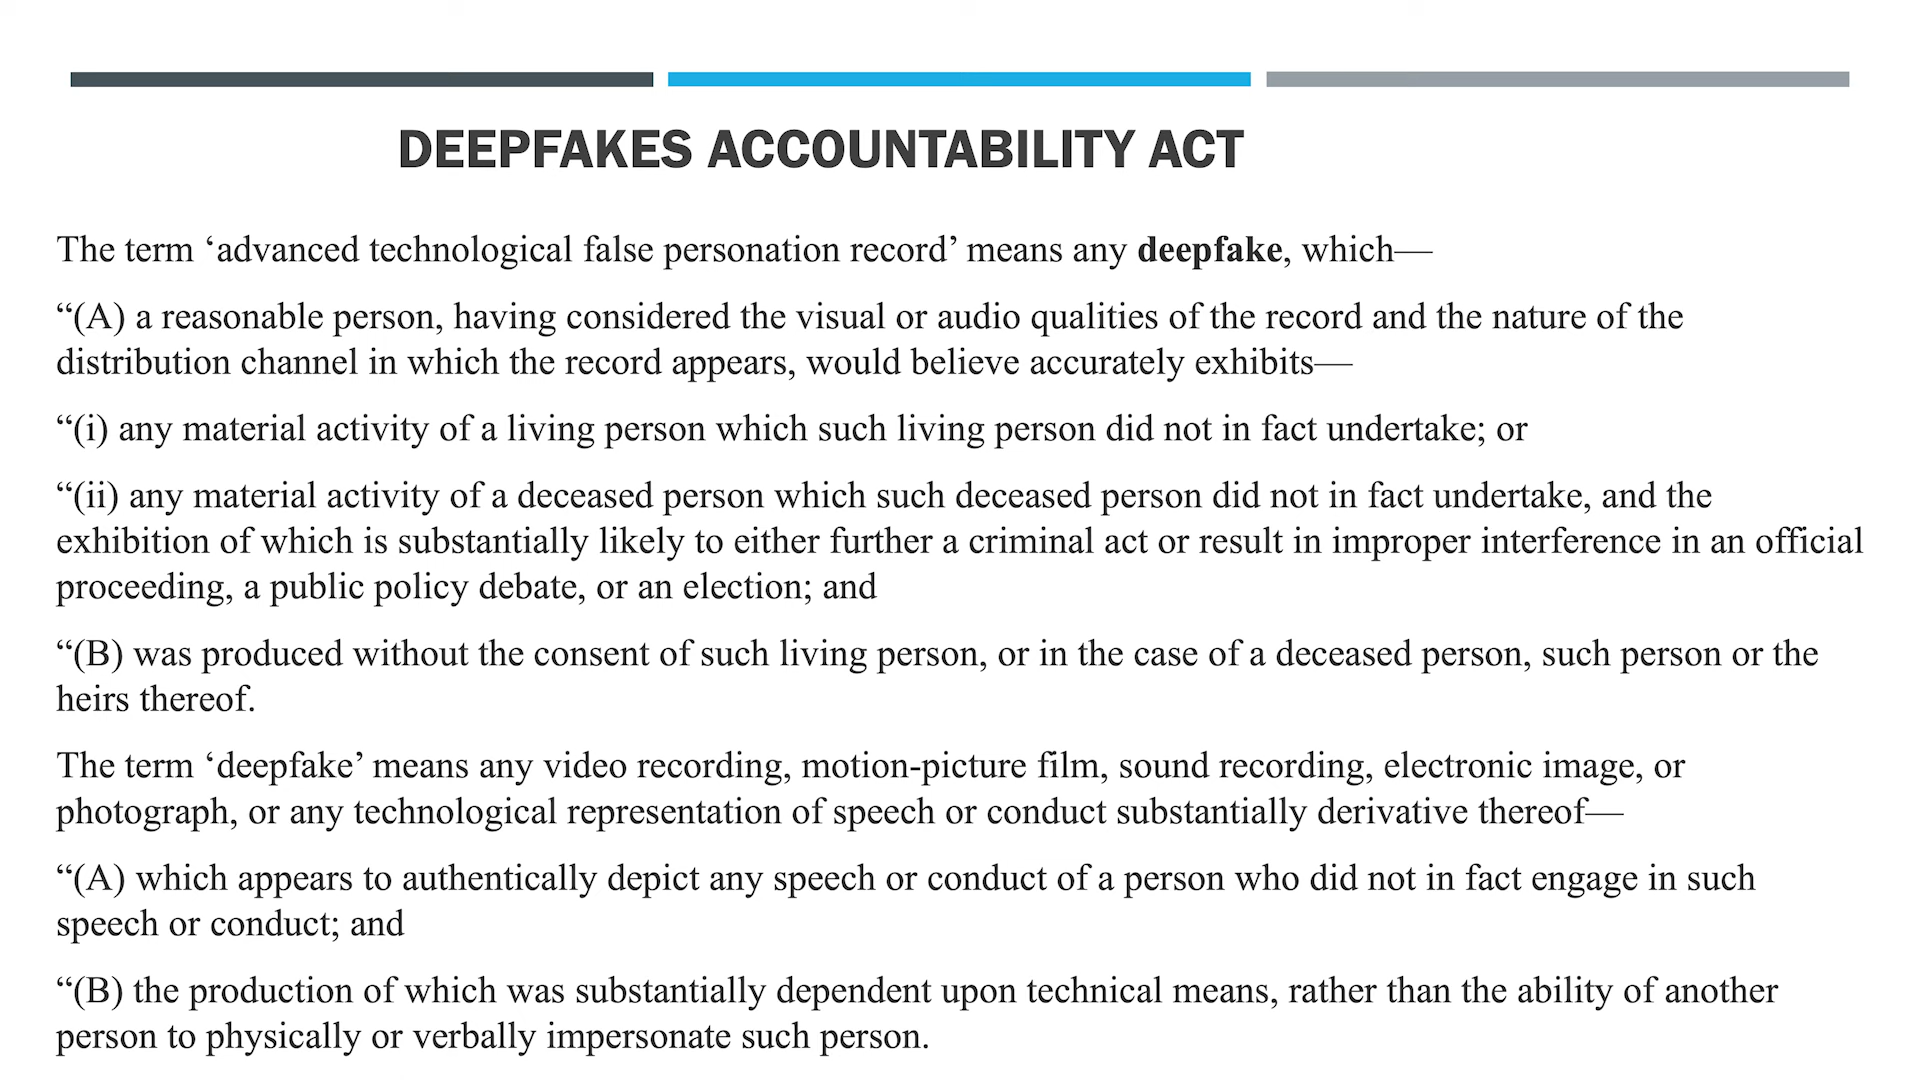 DEEPFAKES ACCOUNTABILITY ACT
The term ‘advanced technological false personation record’ means any deepfake, which—
“(A) a reasonable person, having considered the visual or audio qualities of the record and the nature of the
distribution channel in which the record appears, would believe accurately exhibits—
“(i) any material activity of a living person which such living person did not in fact undertake; or
“(ii) any material activity of a deceased person which such deceased person did not in fact undertake, and the
exhibition of which is substantially likely to either further a criminal act or result in improper interference in an official
proceeding, a public policy debate, or an election; and
“(B) was produced without the consent of such living person, or in the case of a deceased person, such person or the
heirs thereof.
The term ‘deepfake’ means any video recording, motion-picture film, sound recording, electronic image, or
photograph, or any technological representation of speech or conduct substantially derivative thereof—
“(A) which appears to authentically depict any speech or conduct of a person who did not in fact engage in such
speech or conduct; and
“(B) the production of which was substantially dependent upon technical means, rather than the ability of another
person to physically or verbally impersonate such person.